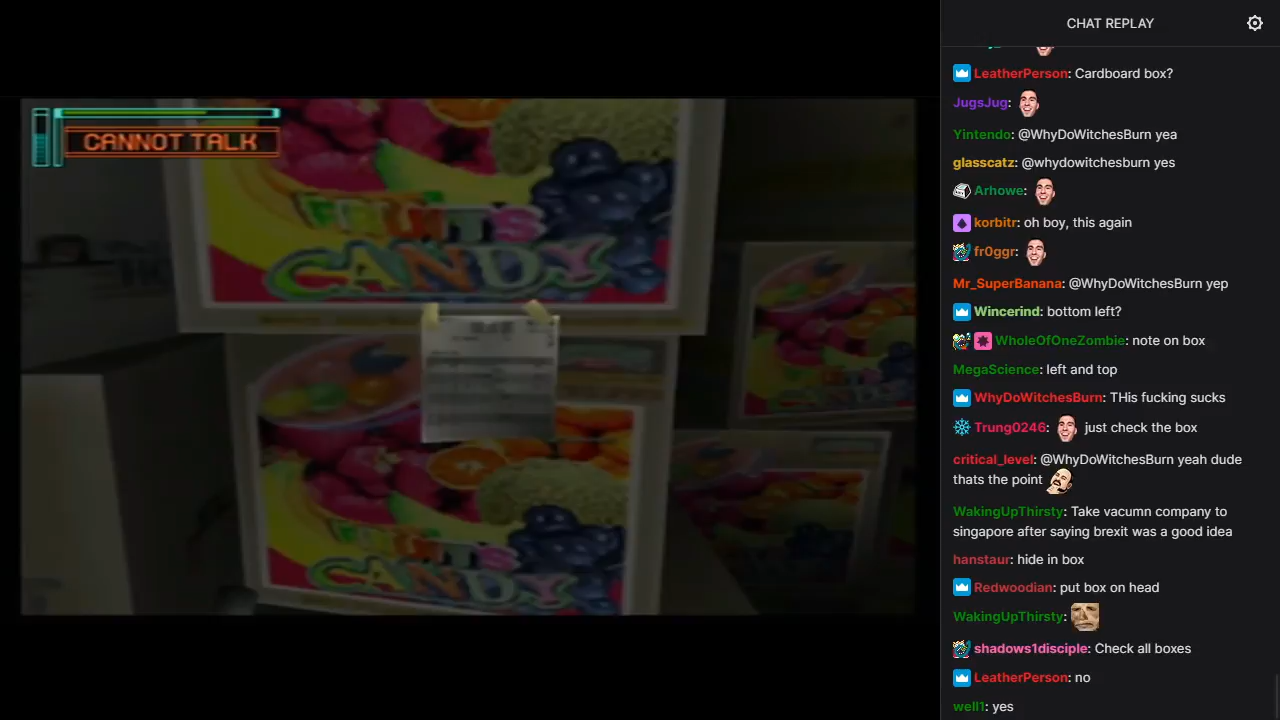 CANNOT TALK
FRUITS
CANDY
FRUITS
CANDY
CHAT REPLAY
LeatherPerson: Cardboard box?
JugsJug:
Yintendo: @WhyDoWitchesBurn yea
glasscatz: @whydowitchesburn yes
Arhowe:
korbitr: oh boy, this again
fr0ggr:
Mr_SuperBanana: @WhyDoWitchesBurn yep
Wincerind: bottom left?
WholeOfOneZombie: note on box
MegaScience: left and top
WhyDoWitchesBurn: THis fucking sucks
Trung0246: just check the box
critical_level: @WhyDoWitchesBurn yeah dude
thats the point
WakingUpThirsty: Take vacumn company to
singapore after saying brexit was a good idea
hanstaur: hide in box
Redwoodian: put box on head
WakingUpThirsty:
shadows1disciple: Check all boxes
LeatherPerson: no
well1: yes